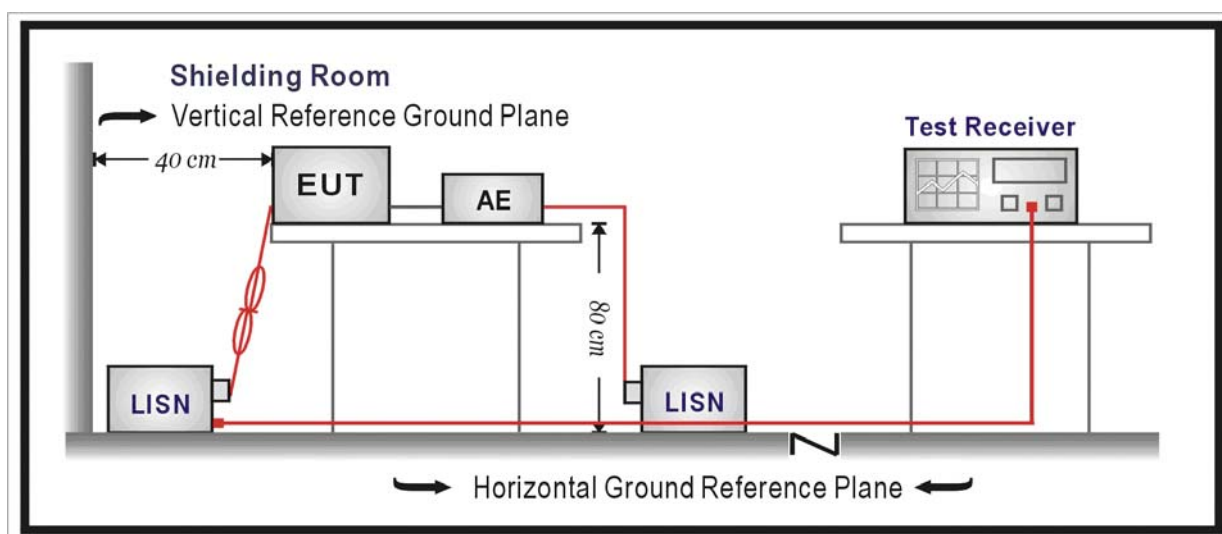 Shielding Room
Vertical Reference Ground Plane
Test Receiver
40 cm
EUT
AE
80 cm
LISN
LISN
Horizontal Ground Reference Plane